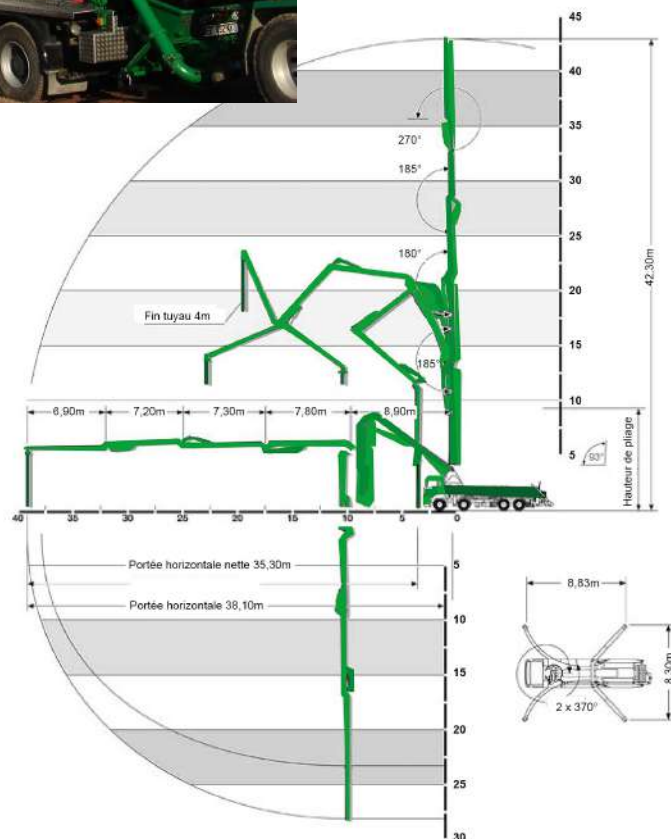 45
40
35
270°
185°
30
25
180°
42,30m
20
Fin tuyau 4m
15
185°
10
6,90m 7,20m 7,30m 7,80m 8,90m
5
93°
Hauteur de pliage
40 35 30 25 20 15 10 5 0
5
Portée horizontale nette 35,30m
Portée horizontale 38,10m
10
15
20
25
30
8,83m
8,30m
2 x 370°